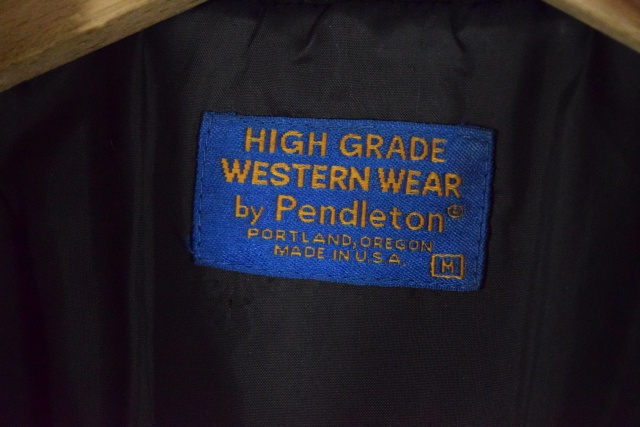 HIGH GRADE
WESTERN WEAR
by Pendleton®
PORTLAND, OREGON
MADE IN U.S.A.
M